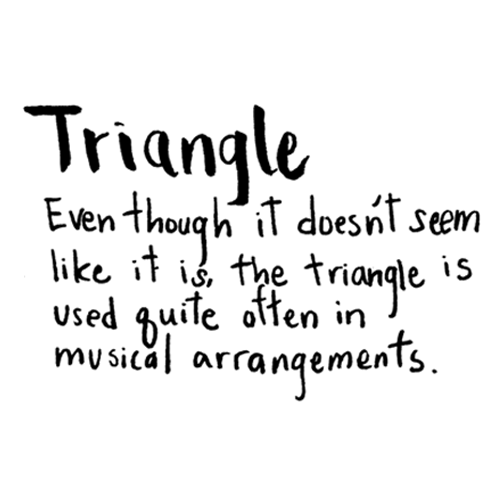 Triangle
Even though it doesn't seem
like it is, the triangle is
used quite often in
musical arrangements.